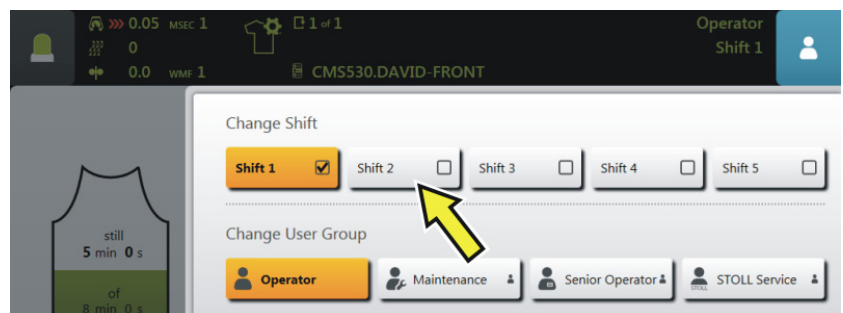 0.05 MSEC 1
0
0.0 WMF 1
1 of 1
CMS530.DAVID-FRONT
Operator
Shift 1
Change Shift
Shift 1 Shift 2 Shift 3 Shift 4 Shift 5
Change User Group
Operator Maintenance Senior Operator STOLL Service
STOLL
still
5 min 0 s
of
8 min 0 s